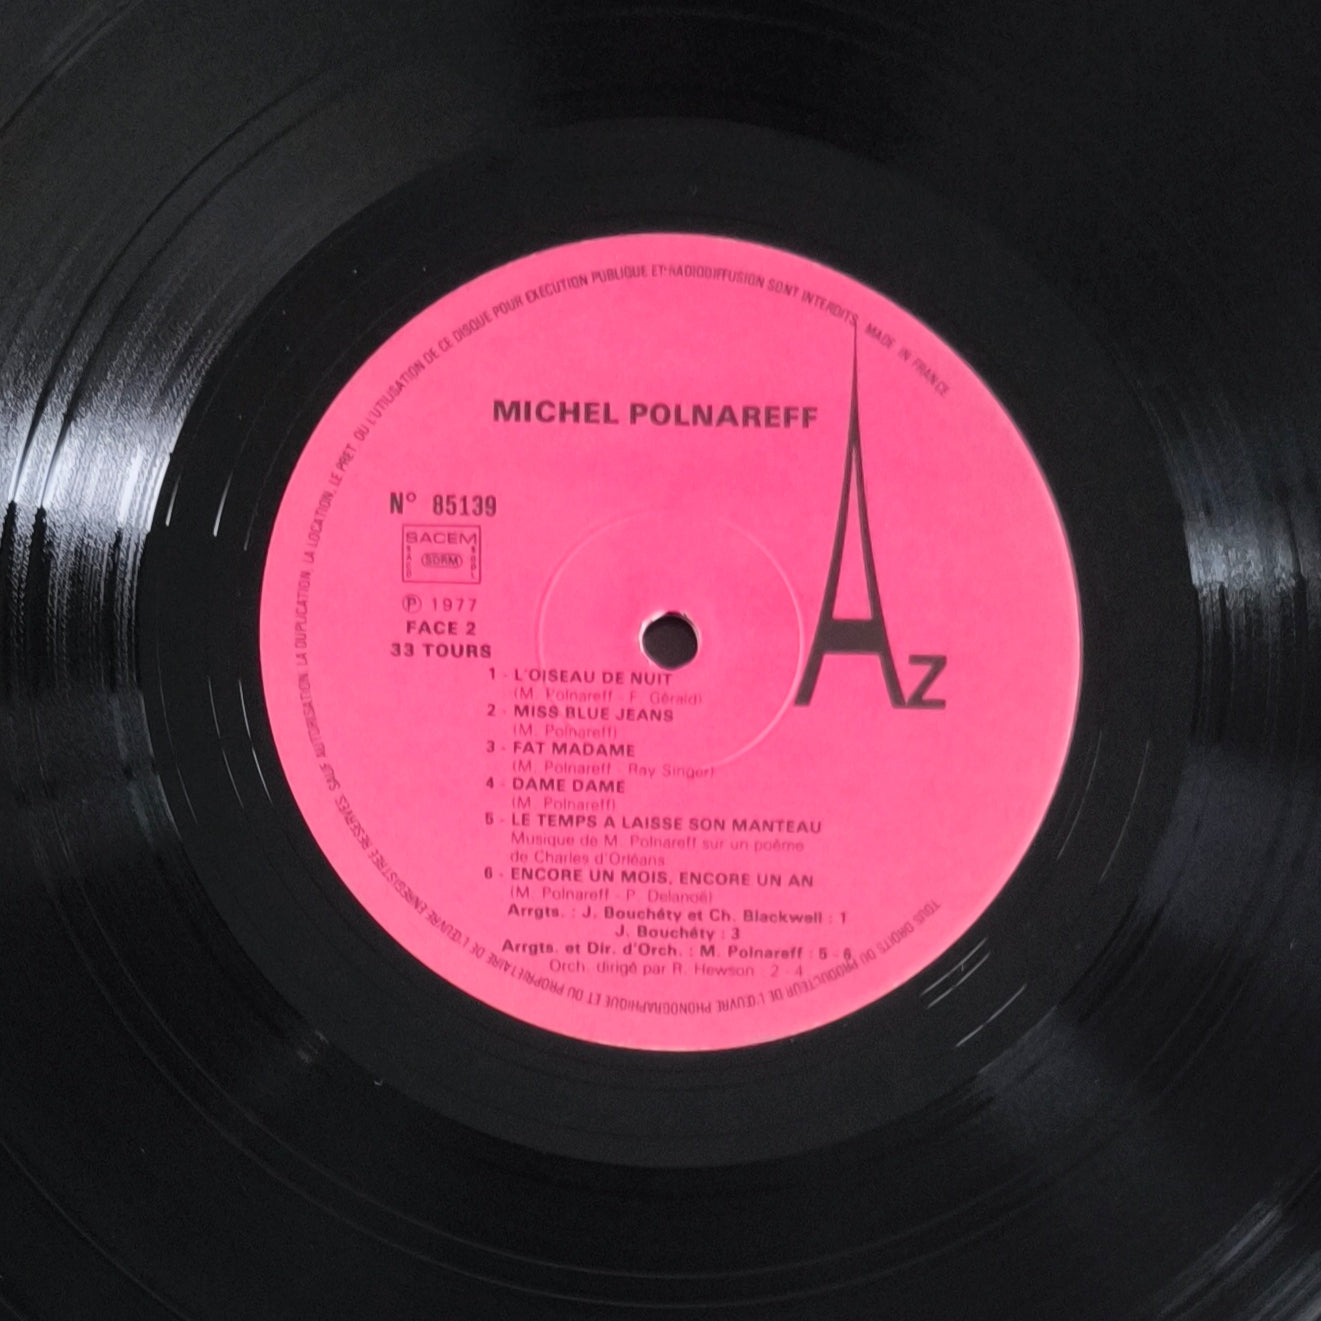 TOUS DROITS DU PRODUCTEUR DE L'ŒUVRE PHONOGRAPHIQUE ET DU PROPRIETAIRE DE L'ŒUVRE ENREGISTREE RESERVES. SAUF AUTORISATION, LA DUPLICATION, LA LOCATION, LE PRET OU L'UTILISATION DE CE DISQUE POUR EXECUTION PUBLIQUE ET RADIODIFFUSION SONT INTERDITS. MADE IN FRANCE
MICHEL POLNAREFF
Az
N° 85139
SACEM
SACD SDRM SGDL
℗ 1977
FACE 2
33 TOURS
1 - L'OISEAU DE NUIT
(M. Polnareff - F. Gérald)
2 - MISS BLUE JEANS
(M. Polnareff)
3 - FAT MADAME
(M. Polnareff - Ray Singer)
4 - DAME DAME
(M. Polnareff)
5 - LE TEMPS A LAISSE SON MANTEAU
Musique de M. Polnareff sur un poème
de Charles d'Orléans
6 - ENCORE UN MOIS, ENCORE UN AN
(M. Polnareff - P. Delanoë)
Arrgts. : J. Bouchéty et Ch. Blackwell : 1
J. Bouchéty : 3
Arrgts. et Dir. d'Orch. : M. Polnareff : 5 - 6
Orch. dirigé par R. Hewson : 2 - 4